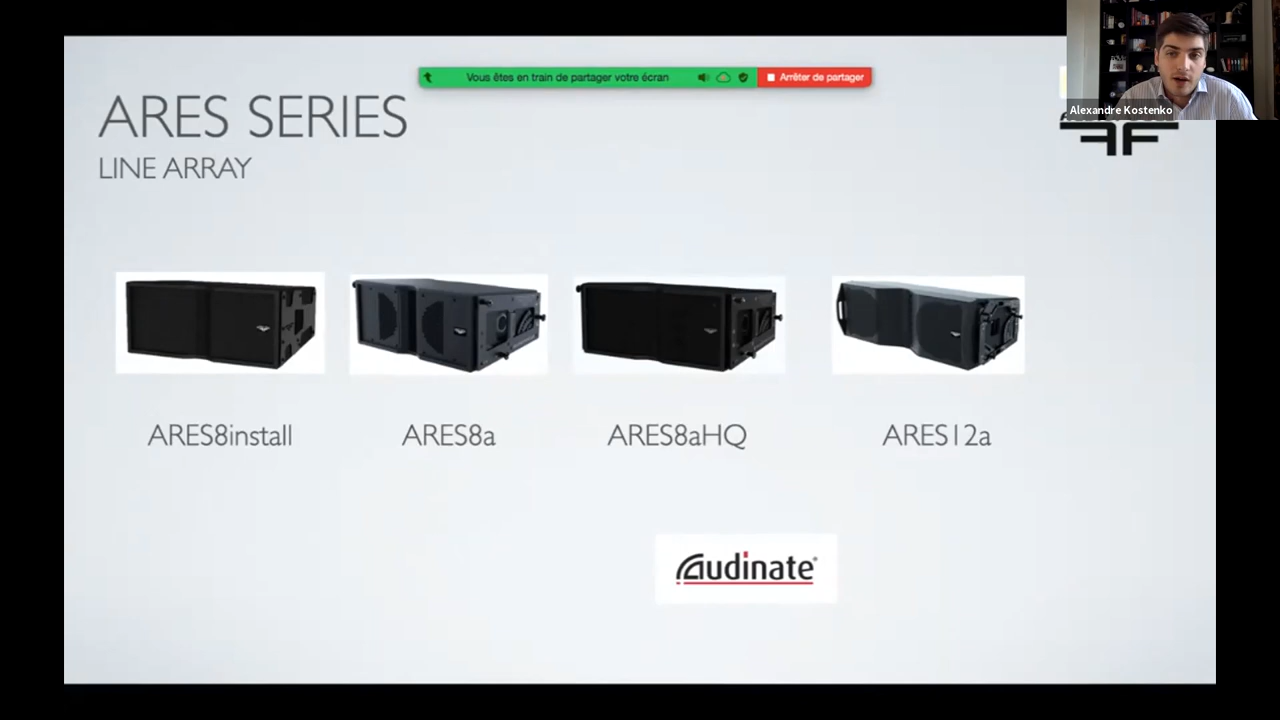 Vous êtes en train de partager votre écran
Arrêter de partager
Alexandre Kostenko
ARES SERIES
LINE ARRAY
FF
ARES8install
ARES8a
ARES8aHQ
ARES12a
Audinate®